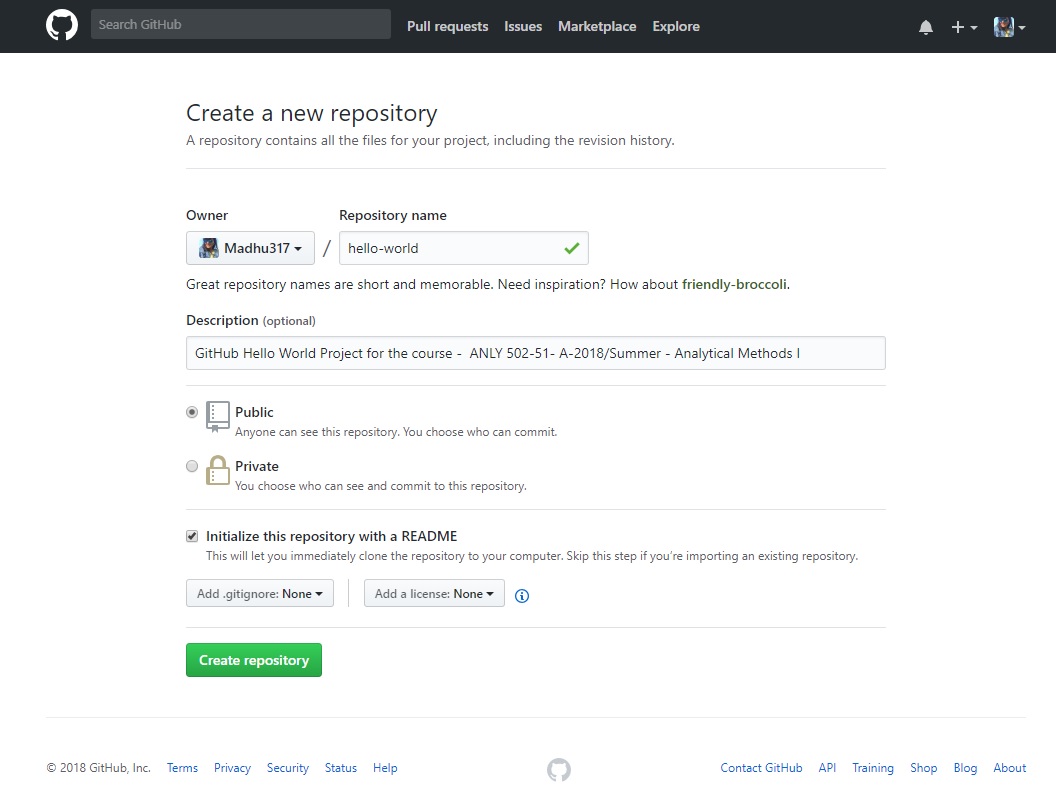 Search GitHub Pull requests Issues Marketplace Explore
Create a new repository
A repository contains all the files for your project, including the revision history.
Owner Repository name
Madhu317 / hello-world
Great repository names are short and memorable. Need inspiration? How about friendly-broccoli.
Description (optional)
GitHub Hello World Project for the course -  ANLY 502-51- A-2018/Summer - Analytical Methods I
Public
Anyone can see this repository. You choose who can commit.
Private
You choose who can see and commit to this repository.
Initialize this repository with a README
This will let you immediately clone the repository to your computer. Skip this step if you’re importing an existing repository.
Add .gitignore: None Add a license: None
Create repository
© 2018 GitHub, Inc. Terms Privacy Security Status Help Contact GitHub API Training Shop Blog About